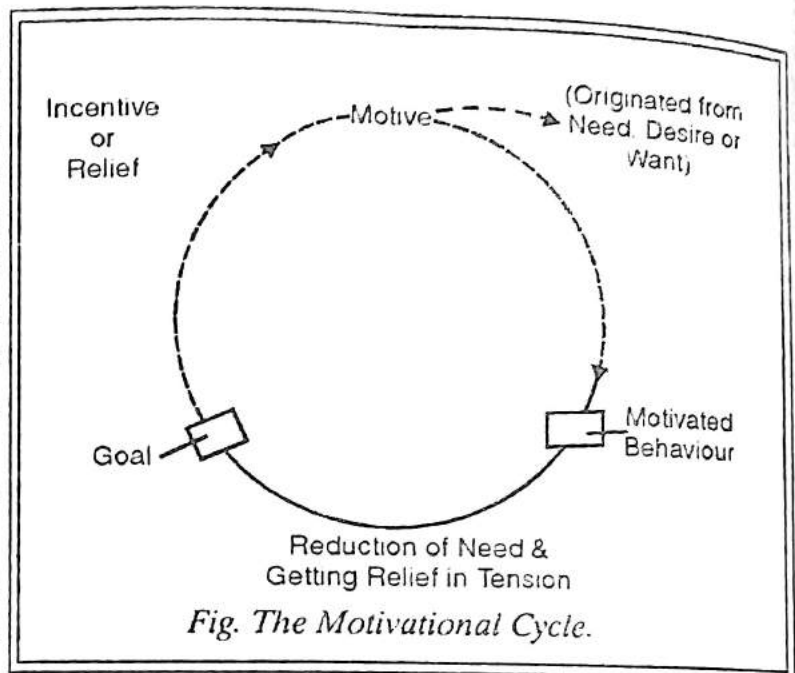 Incentive
or
Relief
Motive
(Originated from
Need, Desire or
Want)
Goal
Motivated
Behaviour
Reduction of Need &
Getting Relief in Tension
Fig. The Motivational Cycle.